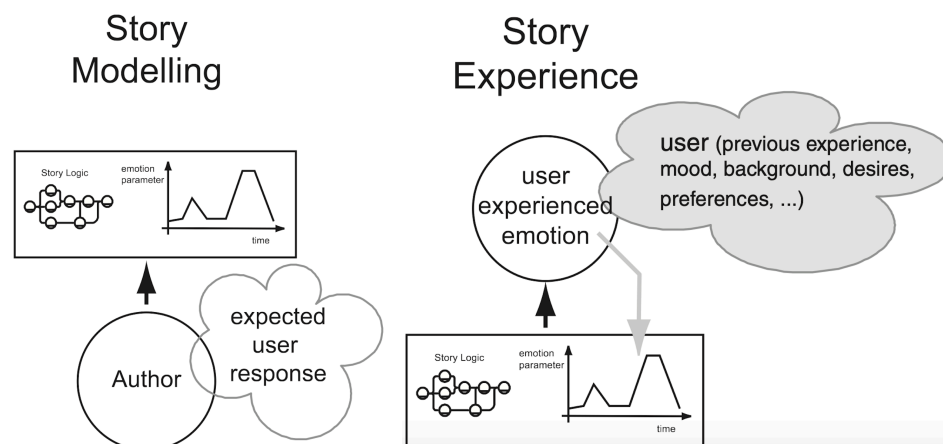 Story
Modelling
Story Logic
emotion
parameter
time
expected
user
response
Author
Story
Experience
user
experienced
emotion
user (previous experience,
mood, background, desires,
preferences, ...)
Story Logic
emotion
parameter
time